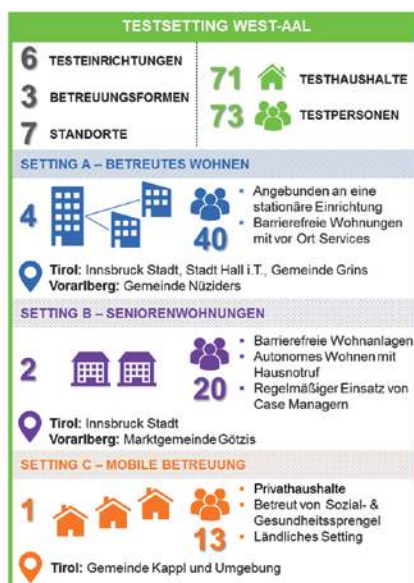 TESTSETTING WEST-AAL
6 TESTEINRICHTUNGEN
3 BETREUUNGSFORMEN
7 STANDORTE
71 TESTHAUSHALTE
73 TESTPERSONEN
SETTING A – BETREUTES WOHNEN
4
40
• Angebunden an eine
stationäre Einrichtung
• Barrierefreie Wohnungen
mit vor Ort Services
Tirol: Innsbruck Stadt, Stadt Hall i.T., Gemeinde Grins
Vorarlberg: Gemeinde Nüziders
SETTING B – SENIORENWOHNUNGEN
2
20
• Barrierefreie Wohnanlagen
• Autonomes Wohnen mit
Hausnotruf
• Regelmäßiger Einsatz von
Case Managern
Tirol: Innsbruck Stadt
Vorarlberg: Marktgemeinde Götzis
SETTING C – MOBILE BETREUUNG
1
13
• Privathaushalte
• Betreut von Sozial- &
Gesundheitssprengel
• Ländliches Setting
Tirol: Gemeinde Kappl und Umgebung